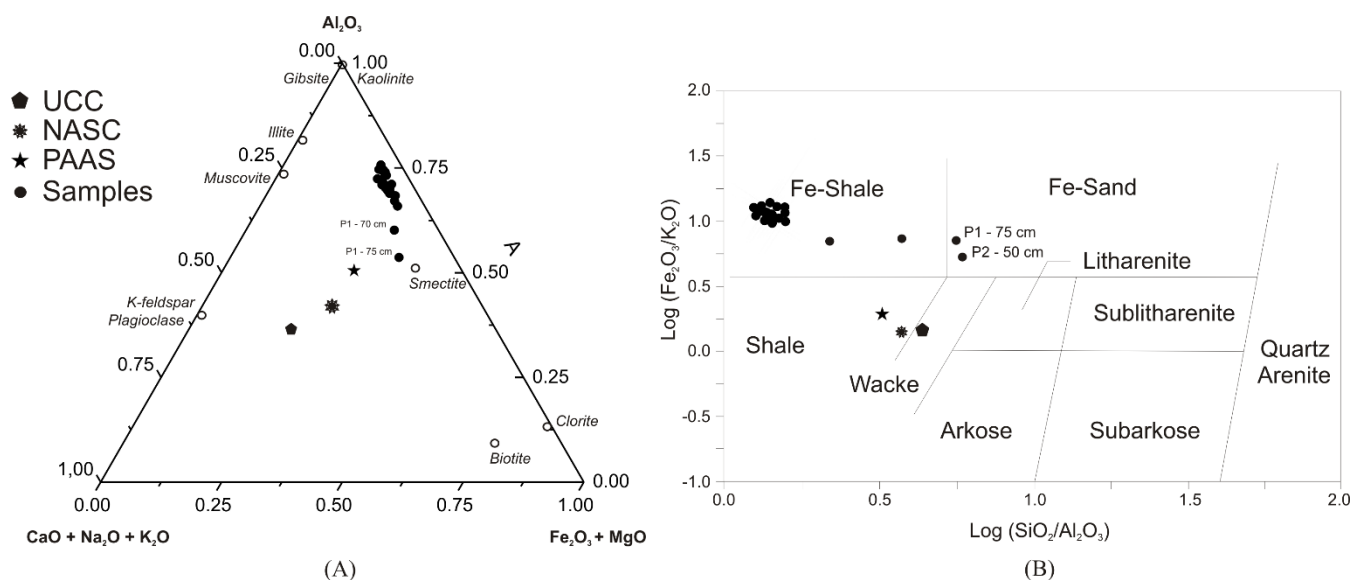 Al₂O₃
0.00
1.00
Gibsite
Kaolinite
UCC
NASC
PAAS
Samples
Illite
0.25
Muscovite
0.75
P1 - 70 cm
P1 - 75 cm
A
0.50
0.50
Smectite
K-feldspar
Plagioclase
0.75
0.25
Clorite
Biotite
1,00
0.00
0.00
0.25
0.50
0.75
1.00
CaO + Na₂O + K₂O
Fe₂O₃ + MgO
(A)
2.0
1.5
1.0
0.5
0.0
-0.5
-1.0
Log (Fe₂O₃/K₂O)
Fe-Shale
Fe-Sand
P1 - 75 cm
P2 - 50 cm
Litharenite
Sublitharenite
Shale
Wacke
Quartz
Arenite
Arkose
Subarkose
0.0
0.5
1.0
1.5
2.0
Log (SiO₂/Al₂O₃)
(B)